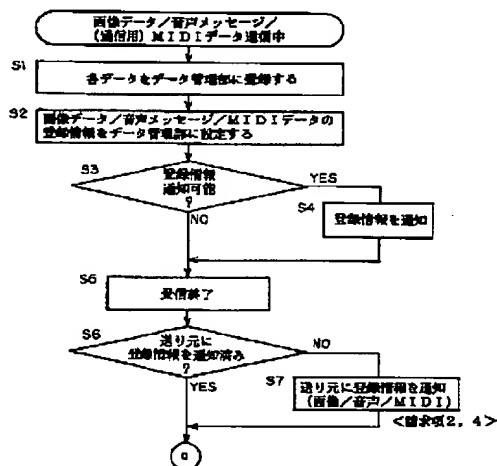 画像データ/音声メッセージ/
(通信用)MIDIデータ送信中
S1
各データをデータ管理部に登録する
S2
画像データ/音声メッセージ/MIDIデータの
登録情報をデータ管理部に設定する
S3
登録情報
通知可能
?
YES
NO
S4
登録情報を通知
S5
受信終了
S6
送り元に
登録情報を通知済み
?
NO
YES
S7
送り元に登録情報を通知
(画像/音声/MIDI)
<請求項2, 4>
a